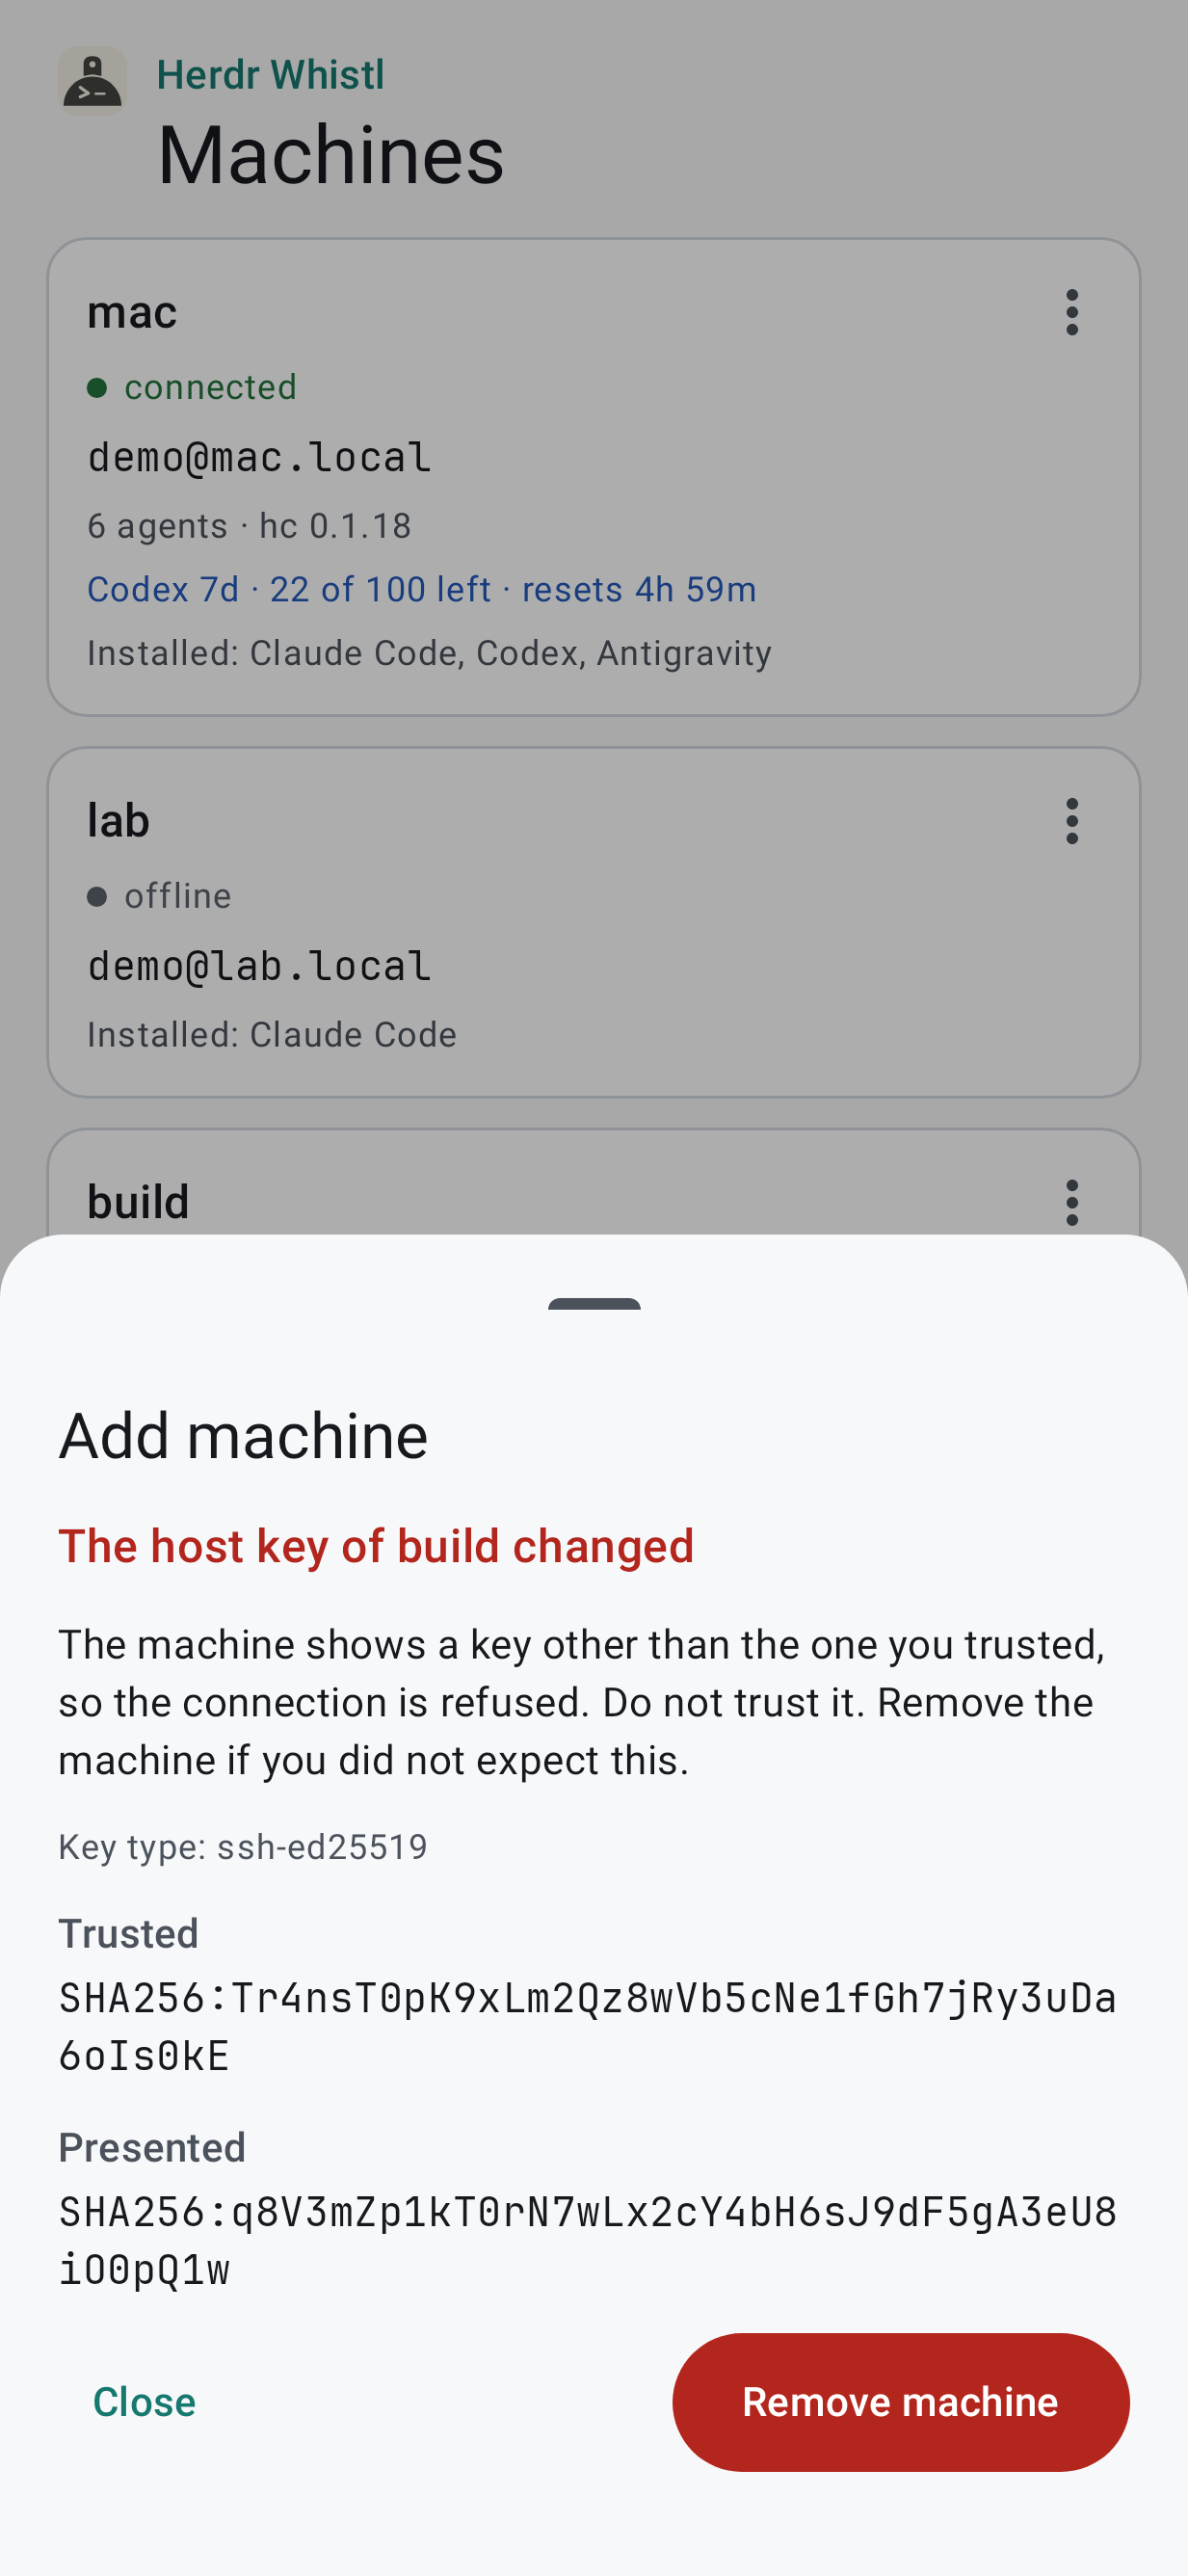 Herdr Whistl
Machines
mac
connected
demo@mac.local
6 agents · hc 0.1.18
Codex 7d · 22 of 100 left · resets 4h 59m
Installed: Claude Code, Codex, Antigravity
lab
offline
demo@lab.local
Installed: Claude Code
build
Add machine
The host key of build changed
The machine shows a key other than the one you trusted,
so the connection is refused. Do not trust it. Remove the
machine if you did not expect this.
Key type: ssh-ed25519
Trusted
SHA256:Tr4nsT0pK9xLm2Qz8wVb5cNe1fGh7jRy3uDa
6oIs0kE
Presented
SHA256:q8V3mZp1kT0rN7wLx2cY4bH6sJ9dF5gA3eU8
iO0pQ1w
Close
Remove machine